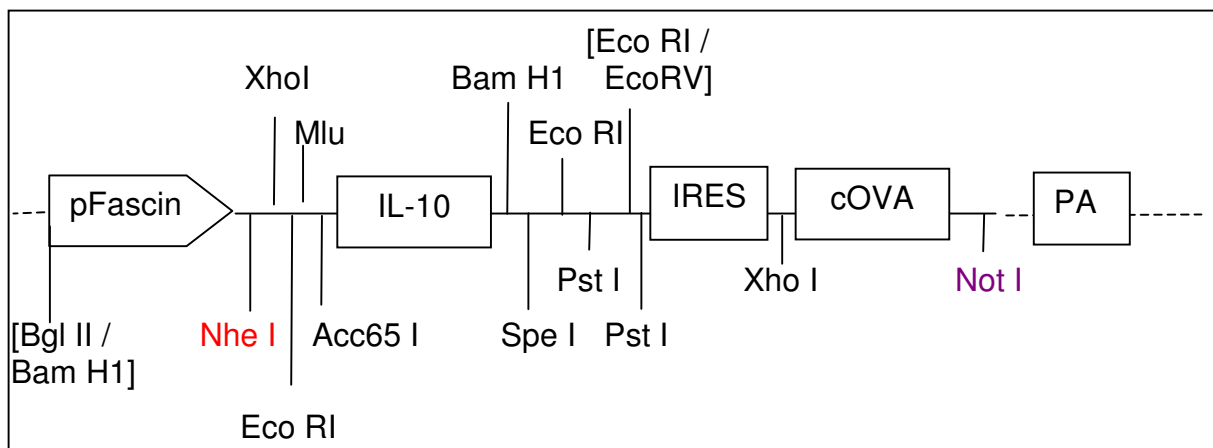 [Eco RI /
EcoRV]
XhoI
Bam H1
Mlu
Eco RI
pFascin
IL-10
IRES
cOVA
PA
Pst I
Xho I
Not I
[Bgl II /
Bam H1]
Nhe I
Acc65 I
Spe I
Pst I
Eco RI